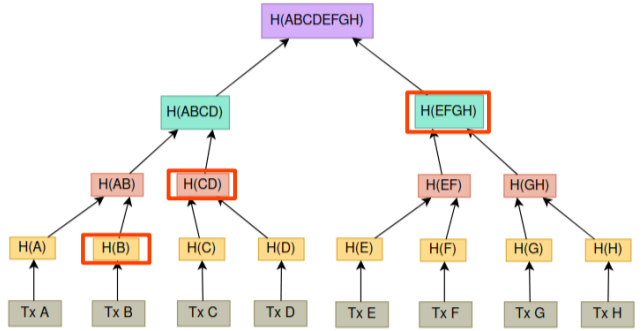 H(ABCDEFGH)
H(ABCD)
H(EFGH)
H(AB)
H(CD)
H(EF)
H(GH)
H(A)
H(B)
H(C)
H(D)
H(E)
H(F)
H(G)
H(H)
Tx A
Tx B
Tx C
Tx D
Tx E
Tx F
Tx G
Tx H